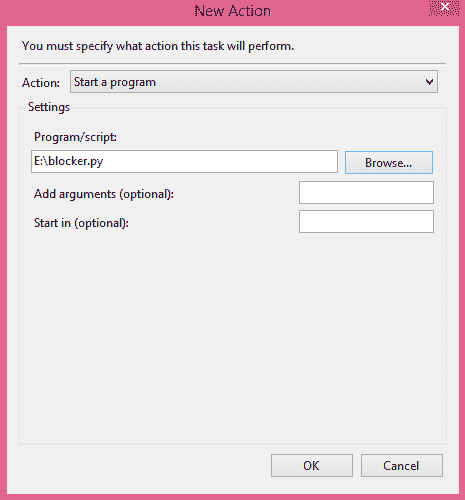 New Action
You must specify what action this task will perform.
Action: Start a program
Settings
Program/script:
E:\blocker.py Browse...
Add arguments (optional):
Start in (optional):
OK Cancel